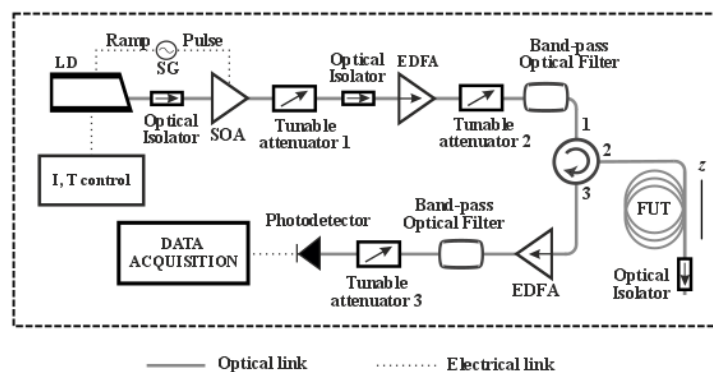 Ramp
Pulse
LD
SG
Optical
Isolator
SOA
Tunable
attenuator 1
Optical
Isolator
EDFA
Tunable
attenuator 2
Band-pass
Optical Filter
I, T control
1
2
3
FUT
z
Optical
Isolator
DATA
ACQUISITION
Photodetector
Tunable
attenuator 3
Band-pass
Optical Filter
EDFA
Optical link
Electrical link